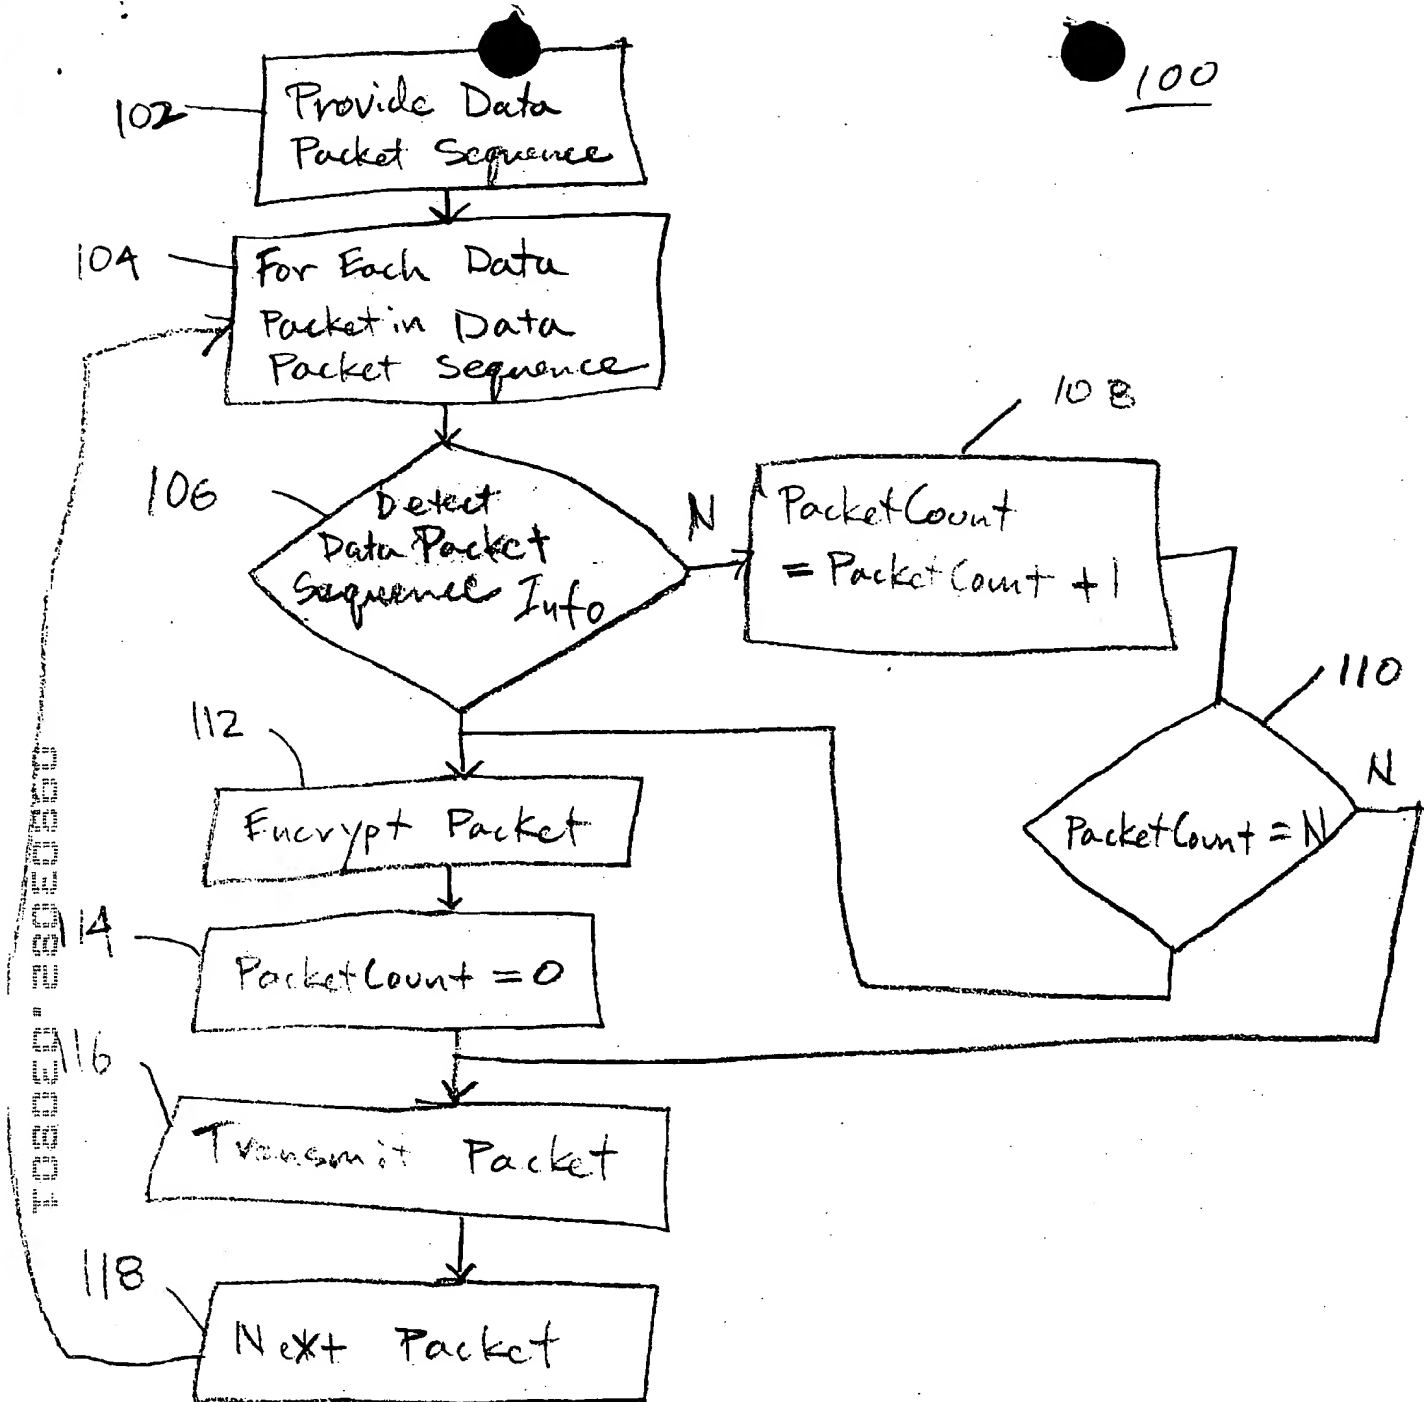 100
102
Provide Data
Packet Sequence
104
For Each Data
Packet in Data
Packet Sequence
106
Detect
Data Packet
Sequence Info
N
108
PacketCount
= PacketCount + 1
110
N
PacketCount = N
112
Encrypt Packet
114
PacketCount = 0
116
Transmit Packet
118
Next Packet